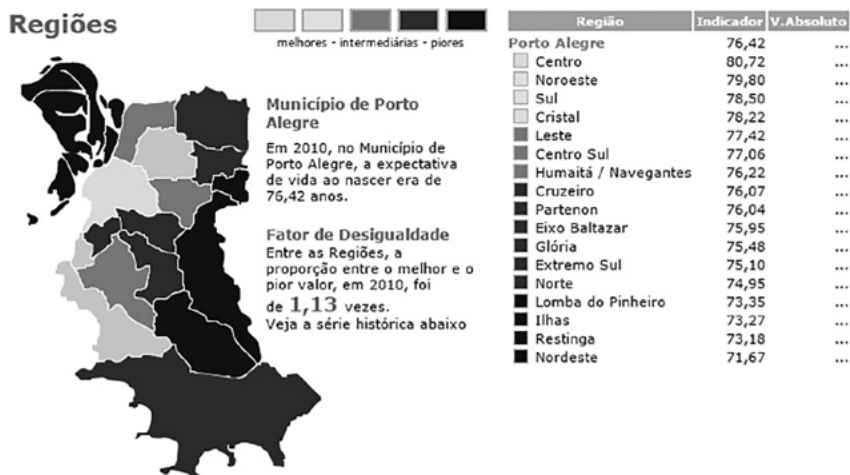 Regiões
melhores - intermediárias - piores
Município de Porto
Alegre
Em 2010, no Município de
Porto Alegre, a expectativa
de vida ao nascer era de
76,42 anos.
Fator de Desigualdade
Entre as Regiões, a
proporção entre o melhor e o
pior valor, em 2010, foi
de 1,13 vezes.
Veja a série histórica abaixo
Região Indicador V.Absoluto
Porto Alegre 76,42 ...
Centro 80,72 ...
Noroeste 79,80 ...
Sul 78,50 ...
Cristal 78,22 ...
Leste 77,42 ...
Centro Sul 77,06 ...
Humaitá / Navegantes 76,22 ...
Cruzeiro 76,07 ...
Partenon 76,04 ...
Eixo Baltazar 75,95 ...
Glória 75,48 ...
Extremo Sul 75,10 ...
Norte 74,95 ...
Lomba do Pinheiro 73,35 ...
Ilhas 73,27 ...
Restinga 73,18 ...
Nordeste 71,67 ...